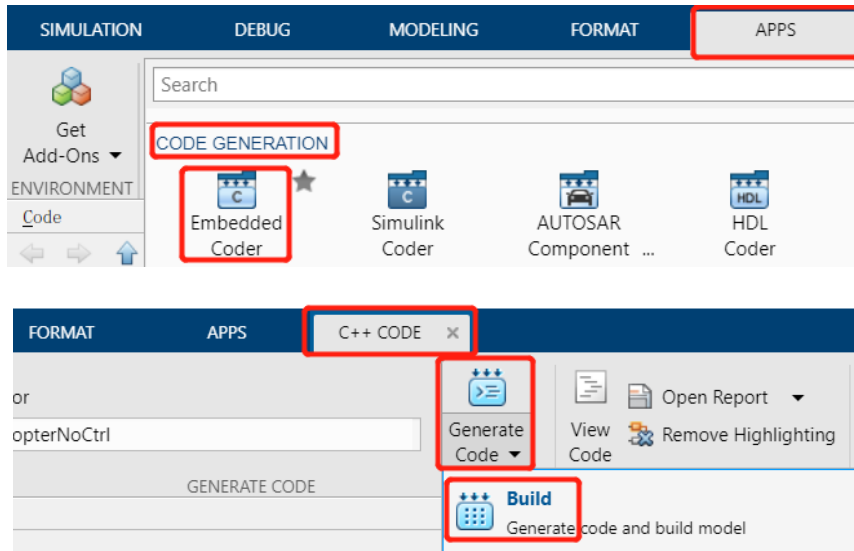 SIMULATION DEBUG MODELING FORMAT APPS
Search
Get
Add-Ons
ENVIRONMENT
Code
CODE GENERATION
C C HDL
Embedded Simulink AUTOSAR HDL
Coder Coder Component ... Coder
FORMAT APPS C++ CODE ×
or
opterNoCtrl
GENERATE CODE
Generate
Code
View
Code
Open Report
Remove Highlighting
Build
Generate code and build model